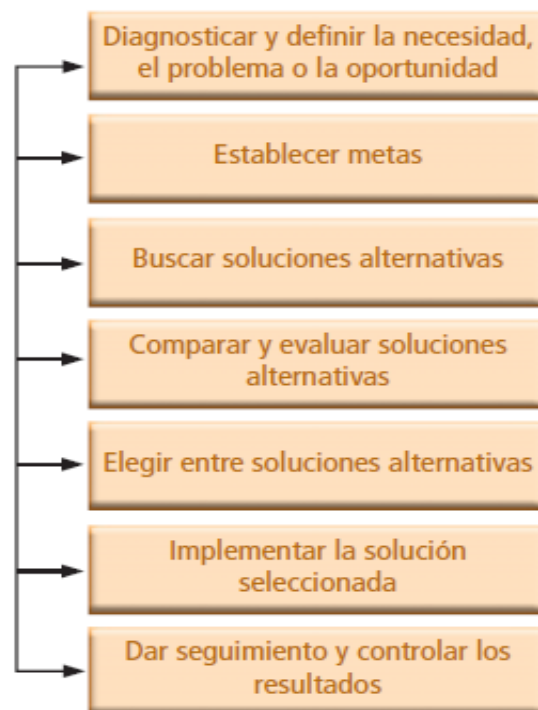 Diagnosticar y definir la necesidad,
el problema o la oportunidad
Establecer metas
Buscar soluciones alternativas
Comparar y evaluar soluciones
alternativas
Elegir entre soluciones alternativas
Implementar la solución
seleccionada
Dar seguimiento y controlar los
resultados